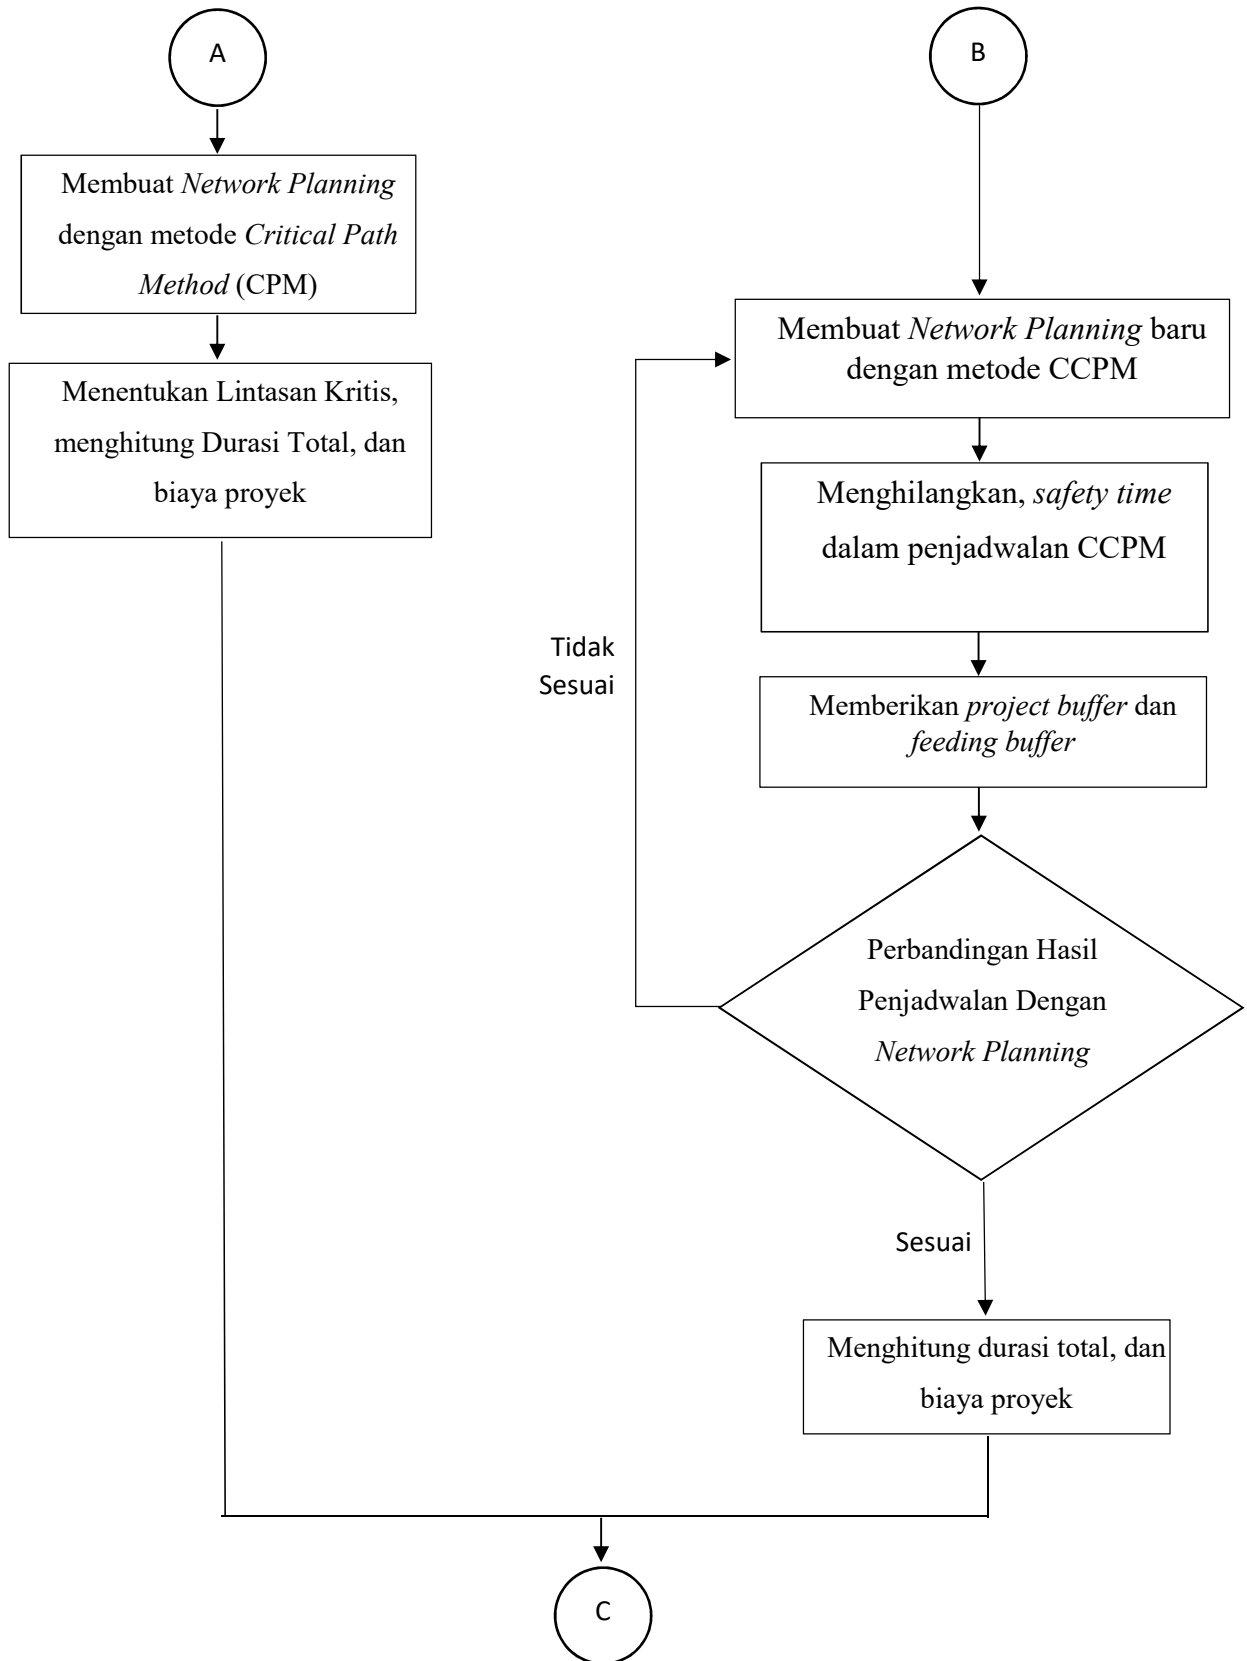 A
Membuat Network Planning
dengan metode Critical Path
Method (CPM)
Menentukan Lintasan Kritis,
menghitung Durasi Total, dan
biaya proyek
B
Membuat Network Planning baru
dengan metode CCPM
Menghilangkan, safety time
dalam penjadwalan CCPM
Memberikan project buffer dan
feeding buffer
Perbandingan Hasil
Penjadwalan Dengan
Network Planning
Tidak
Sesuai
Sesuai
Menghitung durasi total, dan
biaya proyek
C